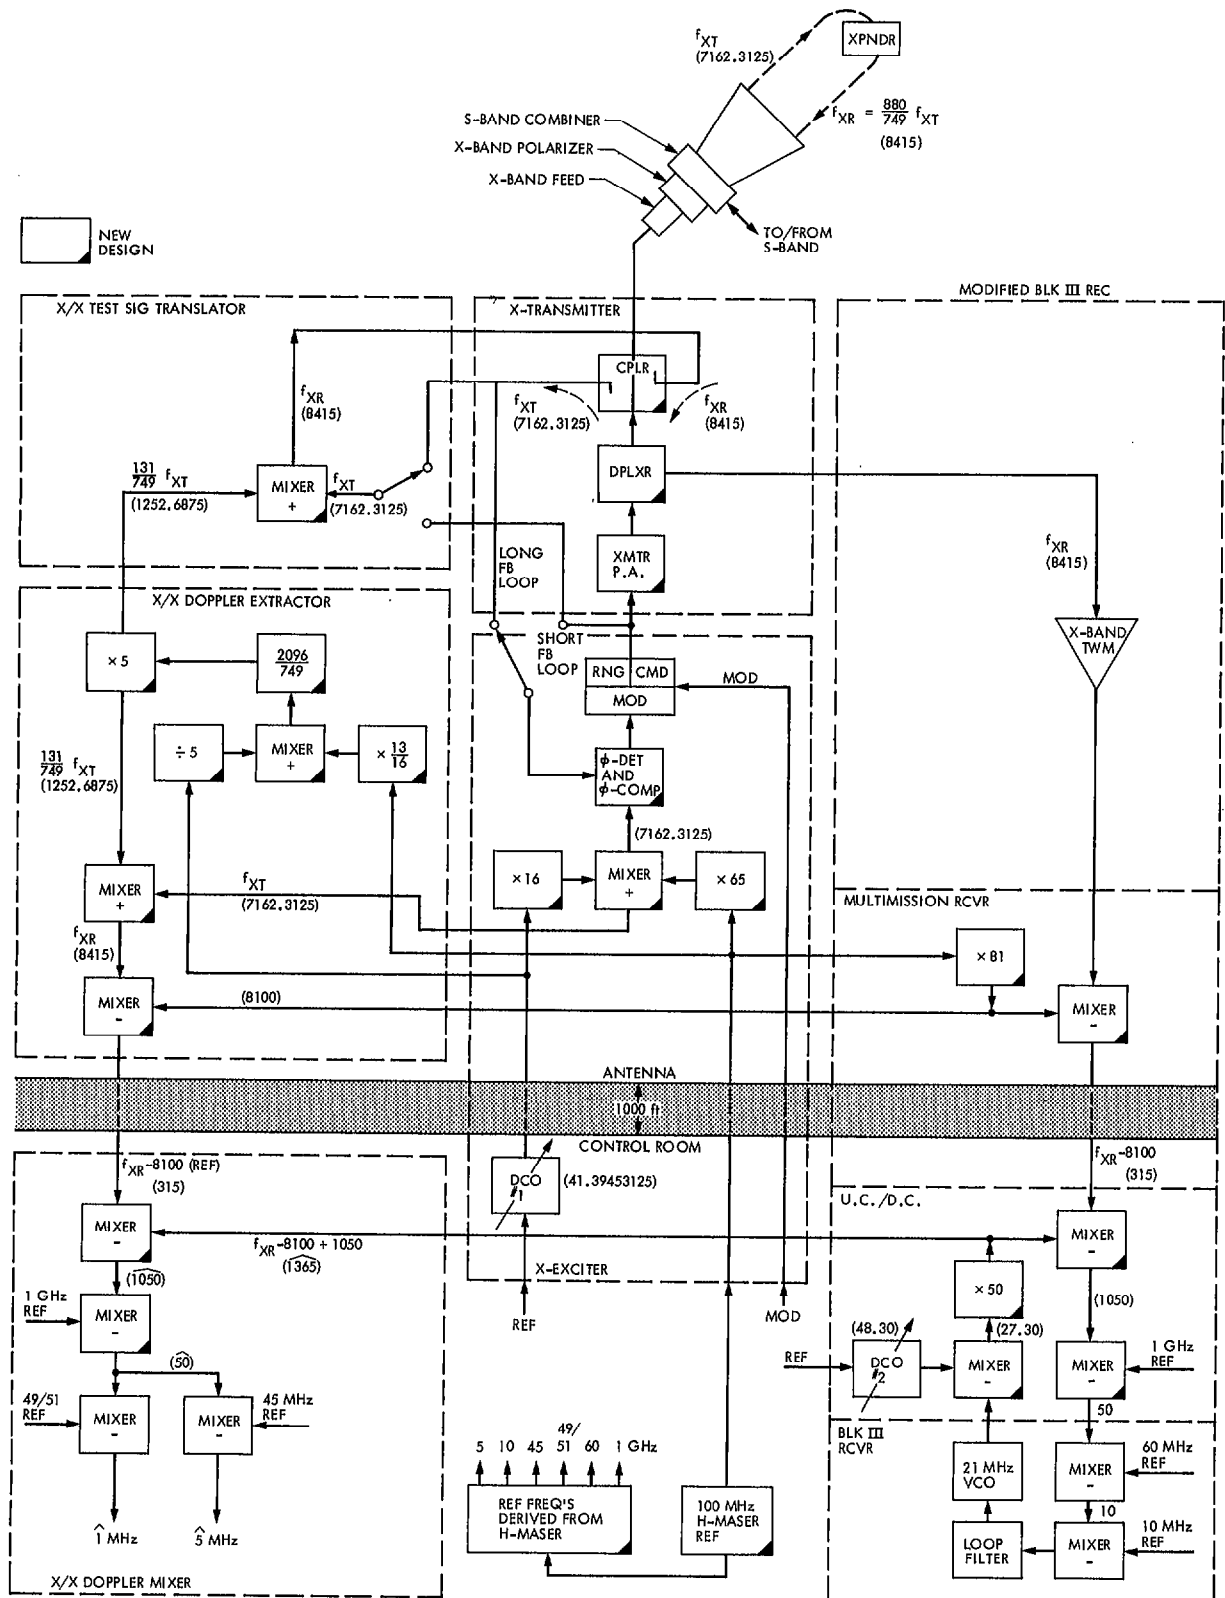 f_XT
(7162.3125)
XPNDR
f_XR = 880/749 f_XT
(8415)
S-BAND COMBINER
X-BAND POLARIZER
X-BAND FEED
TO/FROM
S-BAND
NEW
DESIGN
X/X TEST SIG TRANSLATOR
f_XR
(8415)
131/749 f_XT
(1252.6875)
MIXER
+
f_XT
(7162.3125)
X-TRANSMITTER
CPLR
f_XT
(7162.3125)
f_XR
(8415)
DPLXR
XMTR
P.A.
LONG
FB
LOOP
MODIFIED BLK III REC
f_XR
(8415)
X-BAND
TWM
X/X DOPPLER EXTRACTOR
× 5
2096/749
÷ 5
MIXER
+
× 13/16
131/749 f_XT
(1252.6875)
MIXER
+
f_XT
(7162.3125)
f_XR
(8415)
MIXER
-
(8100)
SHORT
FB
LOOP
RNG
CMD
MOD
MOD
φ-DET
AND
φ-COMP
(7162.3125)
× 16
MIXER
+
× 65
MULTIMISSION RCVR
× 81
MIXER
-
ANTENNA
1000 ft
CONTROL ROOM
f_XR-8100 (REF)
(315)
MIXER
-
f_XR-8100 + 1050
(1365)
(1050)
1 GHz
REF
MIXER
-
(50)
49/51
REF
MIXER
-
MIXER
-
45 MHz
REF
1 MHz
5 MHz
X/X DOPPLER MIXER
DCO
#1
(41.39453125)
X-EXCITER
REF
MOD
49/
5 10 45 51 60 1 GHz
REF FREQ'S
DERIVED FROM
H-MASER
100 MHz
H-MASER
REF
f_XR-8100
(315)
U.C./D.C.
MIXER
-
× 50
(1050)
(48.30)
(27.30)
REF
DCO
#2
MIXER
-
MIXER
-
1 GHz
REF
50
BLK III
RCVR
21 MHz
VCO
MIXER
-
60 MHz
REF
10
LOOP
FILTER
MIXER
-
10 MHz
REF